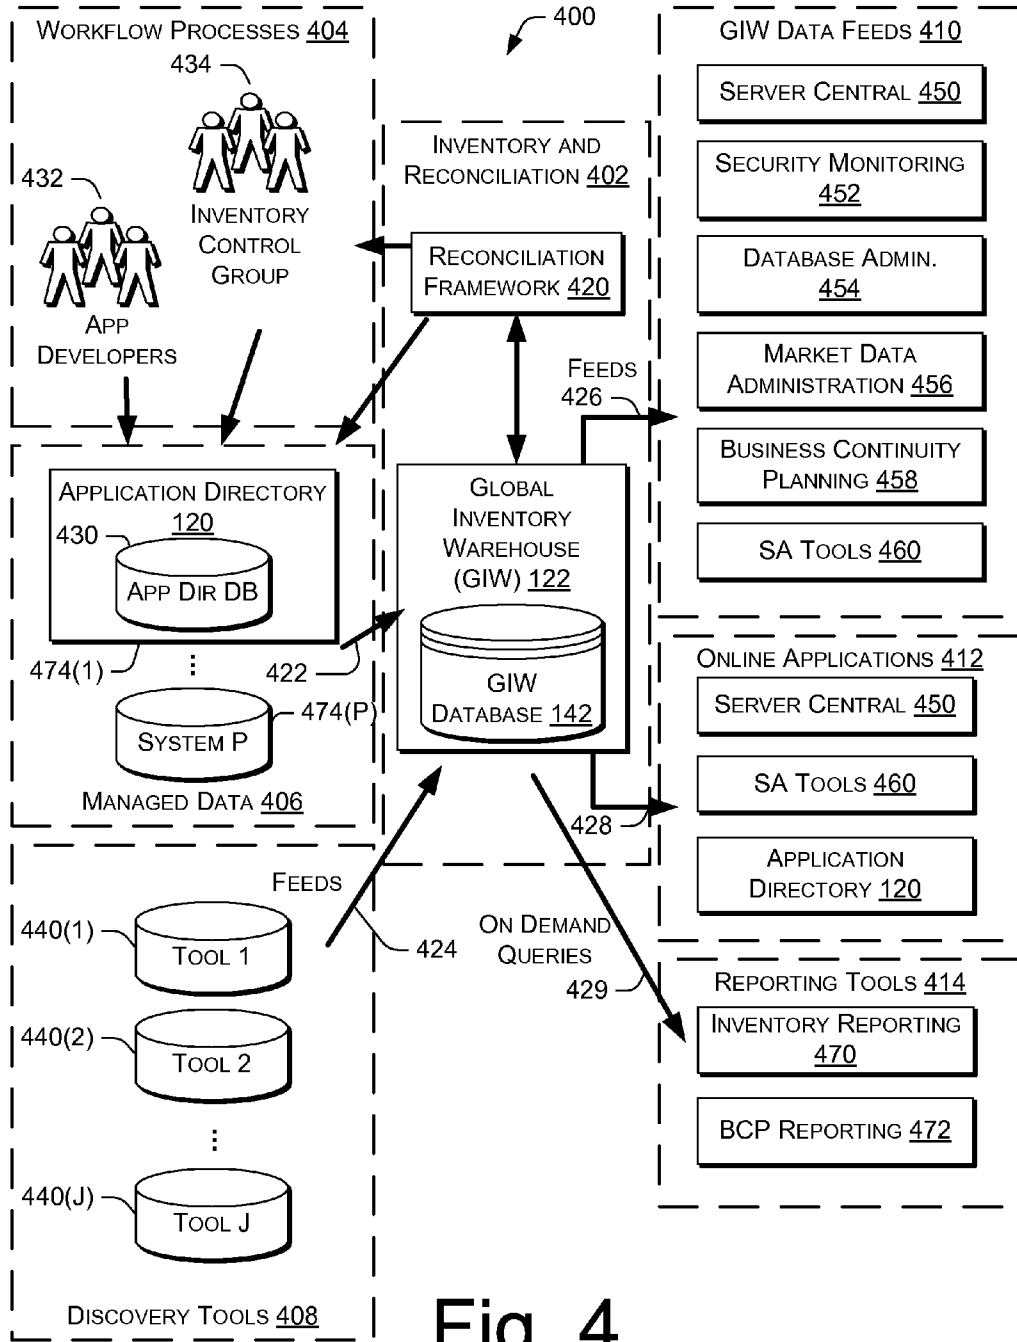 400
WORKFLOW PROCESSES 404
434
432
INVENTORY
CONTROL
GROUP
APP
DEVELOPERS
INVENTORY AND
RECONCILIATION 402
RECONCILIATION
FRAMEWORK 420
FEEDS
426
APPLICATION DIRECTORY
120
430
APP DIR DB
474(1)
422
474(P)
SYSTEM P
MANAGED DATA 406
GLOBAL
INVENTORY
WAREHOUSE
(GIW) 122
GIW
DATABASE 142
428
FEEDS
424
440(1)
TOOL 1
440(2)
TOOL 2
440(J)
TOOL J
DISCOVERY TOOLS 408
ON DEMAND
QUERIES
429
GIW DATA FEEDS 410
SERVER CENTRAL 450
SECURITY MONITORING
452
DATABASE ADMIN.
454
MARKET DATA
ADMINISTRATION 456
BUSINESS CONTINUITY
PLANNING 458
SA TOOLS 460
ONLINE APPLICATIONS 412
SERVER CENTRAL 450
SA TOOLS 460
APPLICATION
DIRECTORY 120
REPORTING TOOLS 414
INVENTORY REPORTING
470
BCP REPORTING 472
Fig. 4